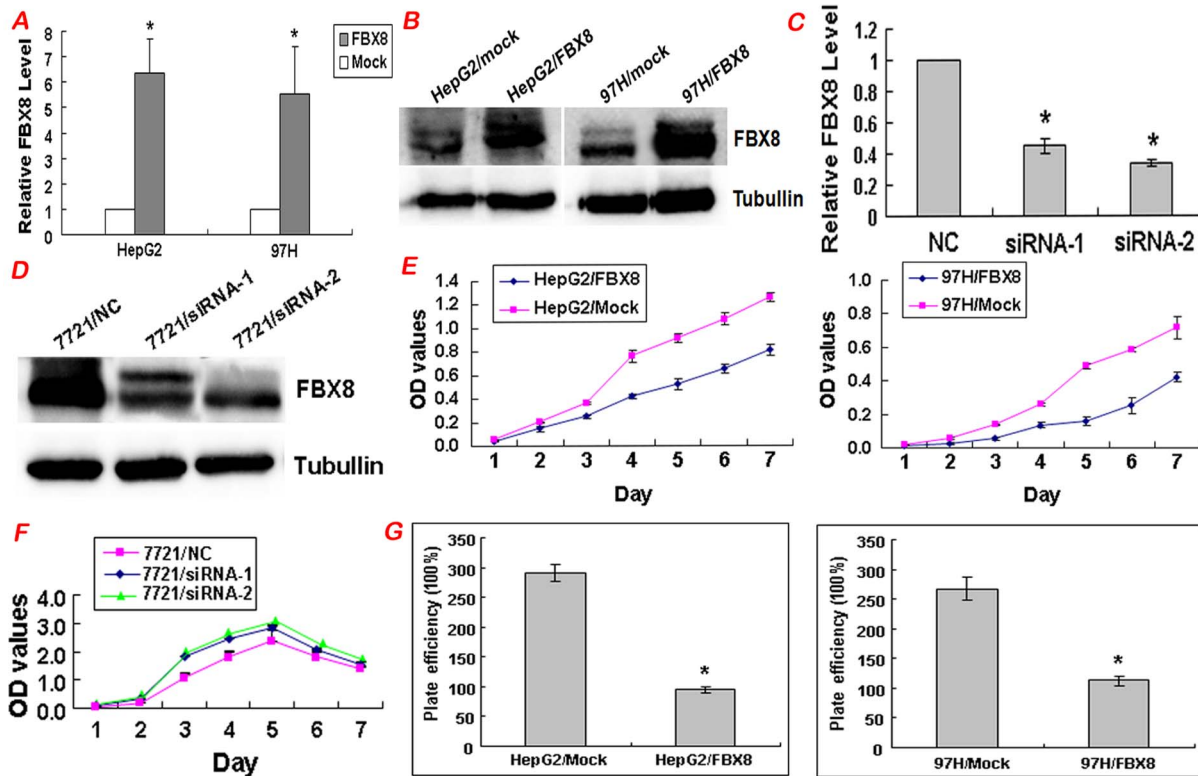 A
Relative FBX8 Level
8
7
6
5
4
3
2
1
0
*
*
FBX8
Mock
HepG2
97H
B
HepG2/mock
HepG2/FBX8
97H/mock
97H/FBX8
FBX8
Tubullin
C
Relative FBX8 Level
1.2
1
0.8
0.6
0.4
0.2
0
*
*
NC
siRNA-1
siRNA-2
D
7721/NC
7721/siRNA-1
7721/siRNA-2
FBX8
Tubullin
E
HepG2/FBX8
HepG2/Mock
OD values
1.4
1.2
1.0
0.8
0.6
0.4
0.2
0.0
1 2 3 4 5 6 7
Day
97H/FBX8
97H/Mock
OD values
0.8
0.6
0.4
0.2
0.0
1 2 3 4 5 6 7
Day
F
7721/NC
7721/siRNA-1
7721/siRNA-2
OD values
4.0
3.0
2.0
1.0
0.0
1 2 3 4 5 6 7
Day
G
Plate efficiency (100%)
350
300
250
200
150
100
50
0
*
HepG2/Mock
HepG2/FBX8
Plate efficiency (100%)
350
300
250
200
150
100
50
0
*
97H/Mock
97H/FBX8